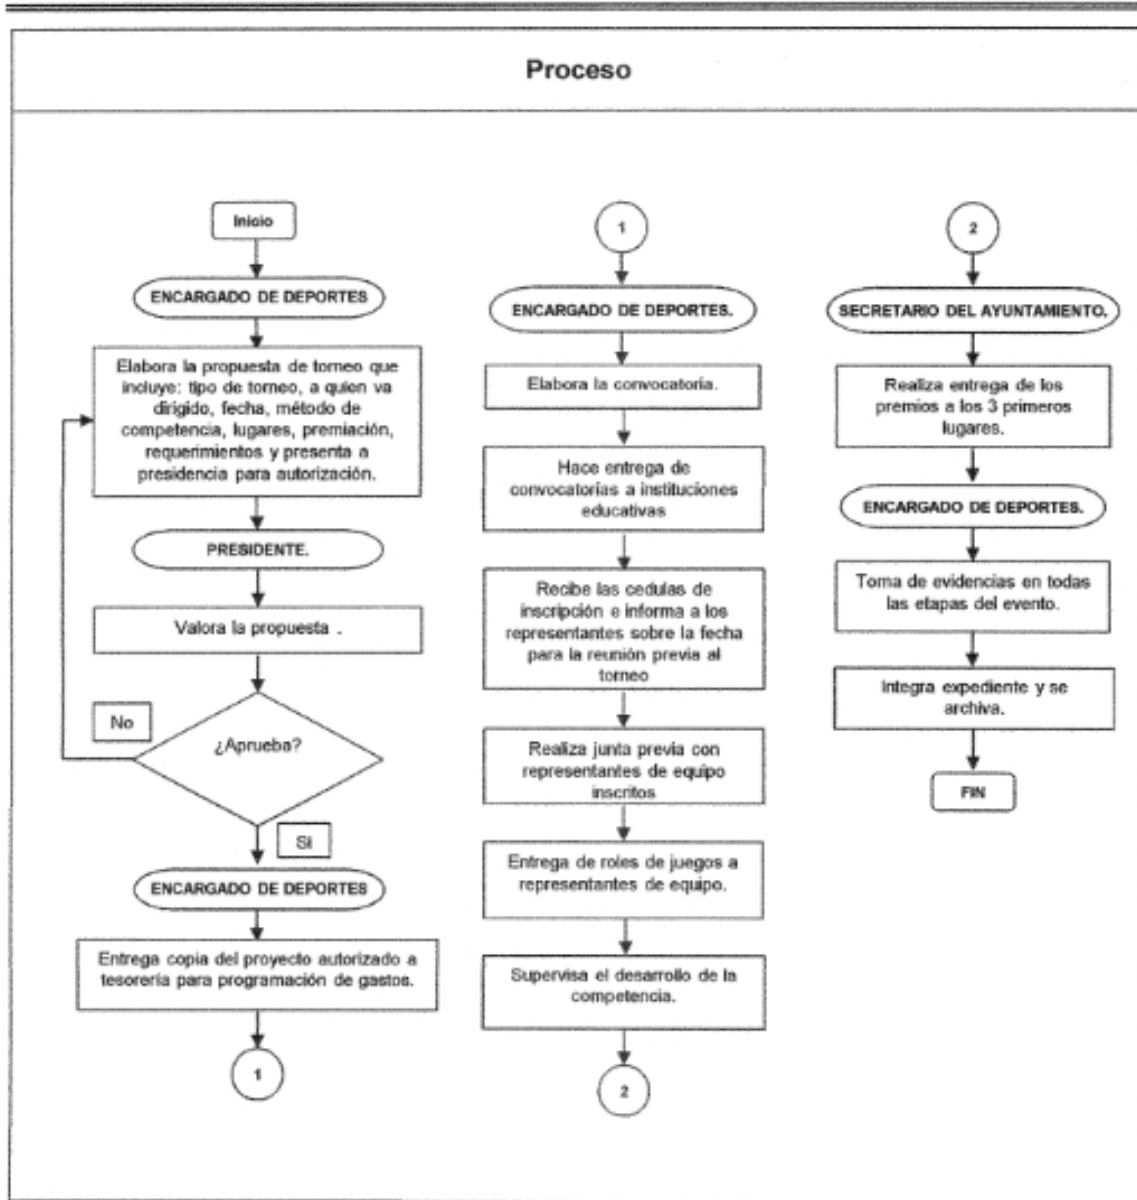 Proceso
Inicio
ENCARGADO DE DEPORTES
Elabora la propuesta de torneo que
incluye: tipo de torneo, a quien va
dirigido, fecha, método de
competencia, lugares, premiación,
requerimientos y presenta a
presidencia para autorización.
PRESIDENTE.
Valora la propuesta .
No
¿Aprueba?
Si
ENCARGADO DE DEPORTES
Entrega copia del proyecto autorizado a
tesorería para programación de gastos.
1
1
ENCARGADO DE DEPORTES.
Elabora la convocatoria.
Hace entrega de
convocatorias a instituciones
educativas
Recibe las cedulas de
inscripción e informa a los
representantes sobre la fecha
para la reunión previa al
torneo
Realiza junta previa con
representantes de equipo
inscritos
Entrega de roles de juegos a
representantes de equipo.
Supervisa el desarrollo de la
competencia.
2
2
SECRETARIO DEL AYUNTAMIENTO.
Realiza entrega de los
premios a los 3 primeros
lugares.
ENCARGADO DE DEPORTES.
Toma de evidencias en todas
las etapas del evento.
Integra expediente y se
archiva.
FIN